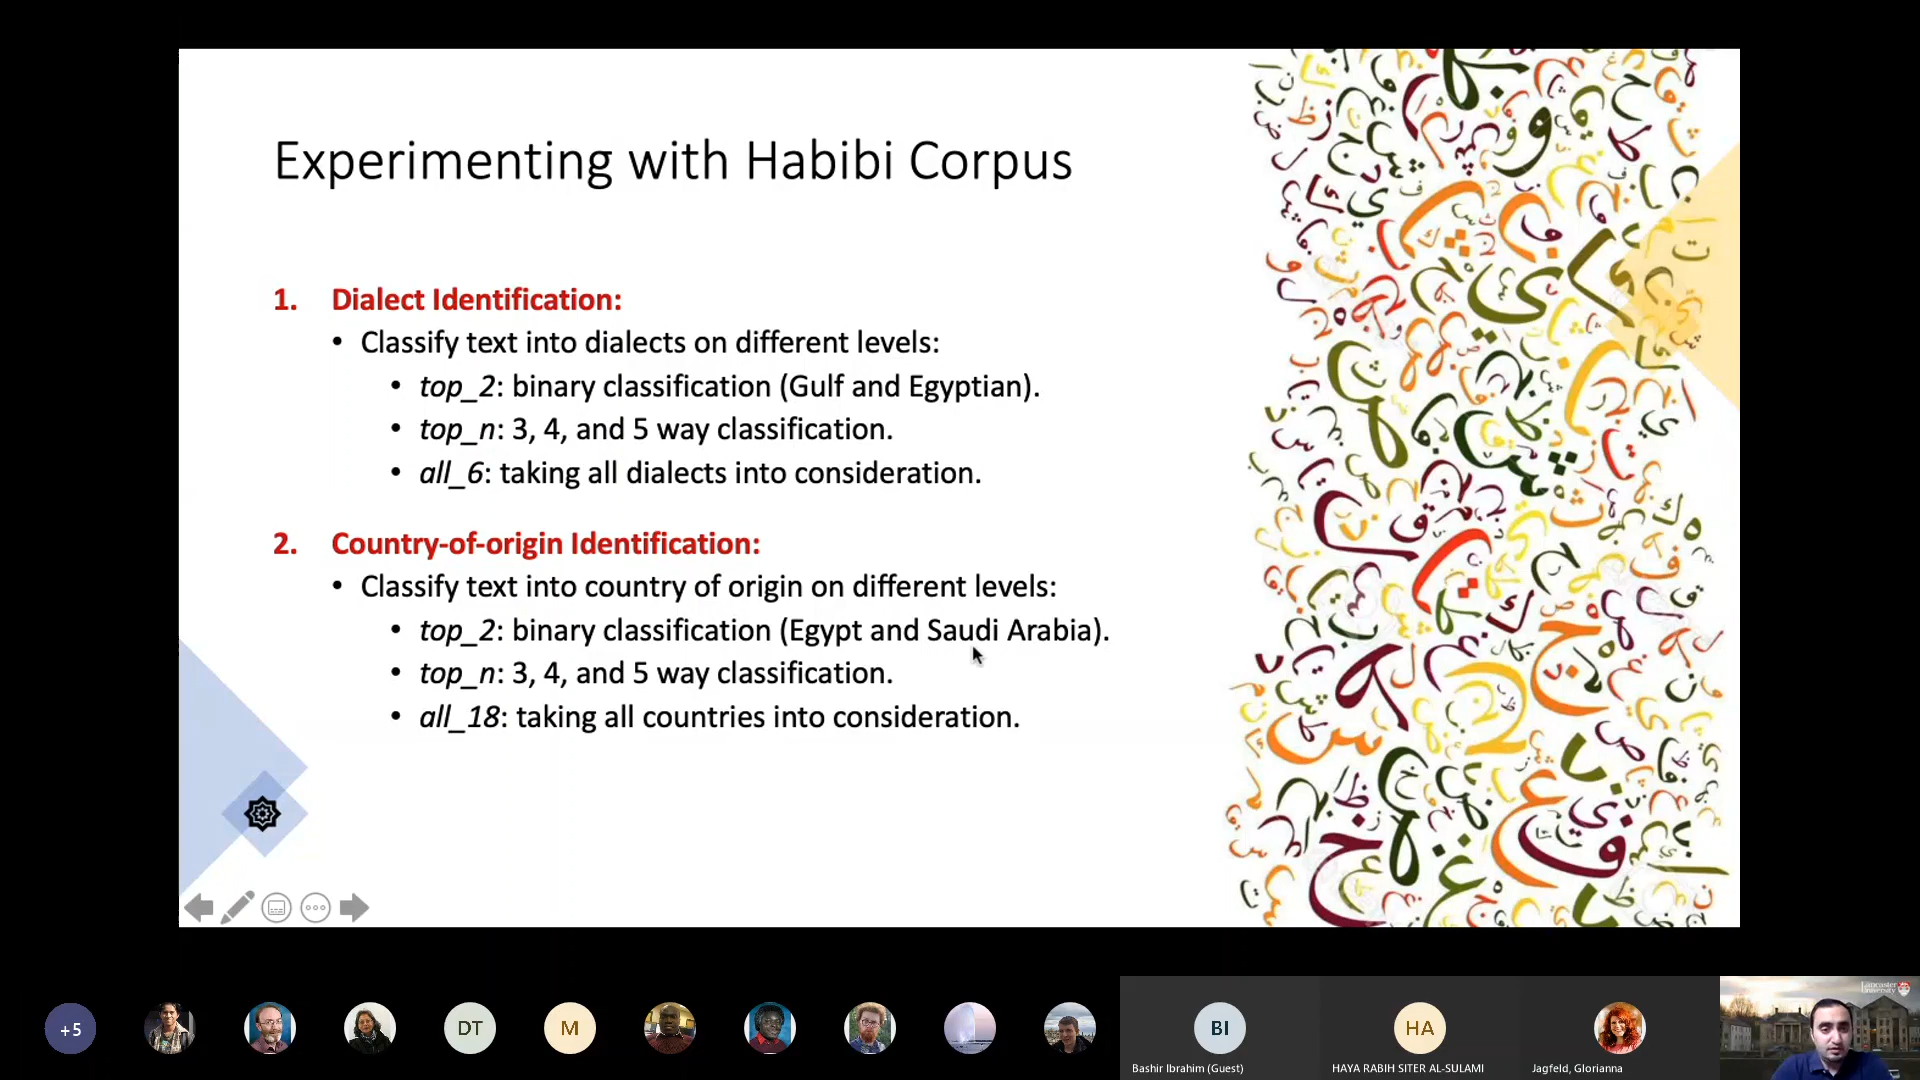 Experimenting with Habibi Corpus
1. Dialect Identification:
• Classify text into dialects on different levels:
• top_2: binary classification (Gulf and Egyptian).
• top_n: 3, 4, and 5 way classification.
• all_6: taking all dialects into consideration.
2. Country-of-origin Identification:
• Classify text into country of origin on different levels:
• top_2: binary classification (Egypt and Saudi Arabia).
• top_n: 3, 4, and 5 way classification.
• all_18: taking all countries into consideration.
+5
DT
M
BI
HA
Bashir Ibrahim (Guest)
HAYA RABIH SITER AL-SULAMI
Jagfeld, Glorianna
Lancaster
University